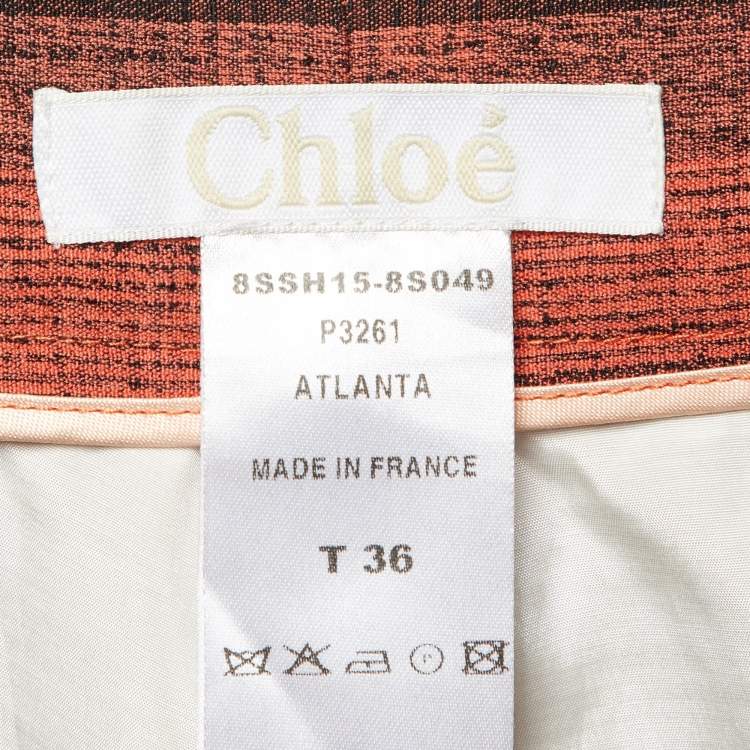 Chloé
8SSH15-8S049
P3261
ATLANTA
MADE IN FRANCE
T 36
P